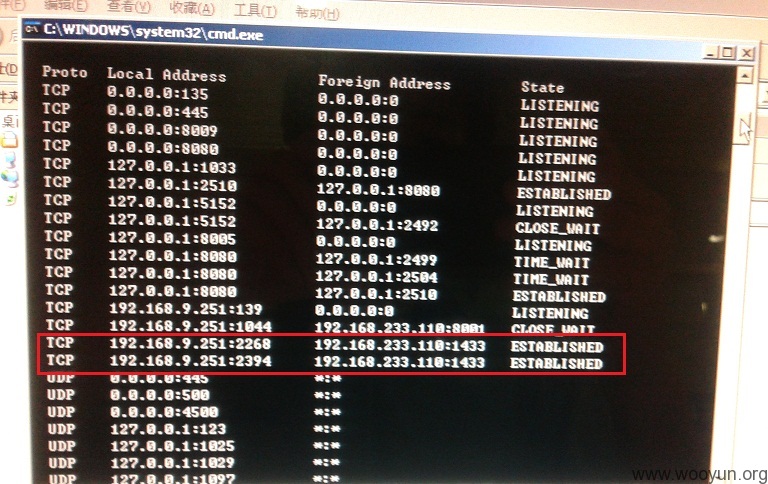 编辑(E) 查看(V) 收藏(A) 工具(T) 帮助(H)
C:\WINDOWS\system32\cmd.exe
Proto Local Address Foreign Address State
TCP 0.0.0.0:135 0.0.0.0:0 LISTENING
TCP 0.0.0.0:445 0.0.0.0:0 LISTENING
TCP 0.0.0.0:8009 0.0.0.0:0 LISTENING
TCP 0.0.0.0:8080 0.0.0.0:0 LISTENING
TCP 127.0.0.1:1033 0.0.0.0:0 LISTENING
TCP 127.0.0.1:2510 127.0.0.1:8080 ESTABLISHED
TCP 127.0.0.1:5152 0.0.0.0:0 LISTENING
TCP 127.0.0.1:5152 127.0.0.1:2492 CLOSE_WAIT
TCP 127.0.0.1:8005 0.0.0.0:0 LISTENING
TCP 127.0.0.1:8080 127.0.0.1:2499 TIME_WAIT
TCP 127.0.0.1:8080 127.0.0.1:2504 TIME_WAIT
TCP 127.0.0.1:8080 127.0.0.1:2510 ESTABLISHED
TCP 192.168.9.251:139 0.0.0.0:0 LISTENING
TCP 192.168.9.251:1044 192.168.233.110:8001 CLOSE_WAIT
TCP 192.168.9.251:2268 192.168.233.110:1433 ESTABLISHED
TCP 192.168.9.251:2394 192.168.233.110:1433 ESTABLISHED
UDP 0.0.0.0:445 *:*
UDP 0.0.0.0:500 *:*
UDP 0.0.0.0:4500 *:*
UDP 127.0.0.1:123 *:*
UDP 127.0.0.1:1025 *:*
UDP 127.0.0.1:1029 *:*
UDP 127.0.0.1:1097 *:*
www.wooyun.org